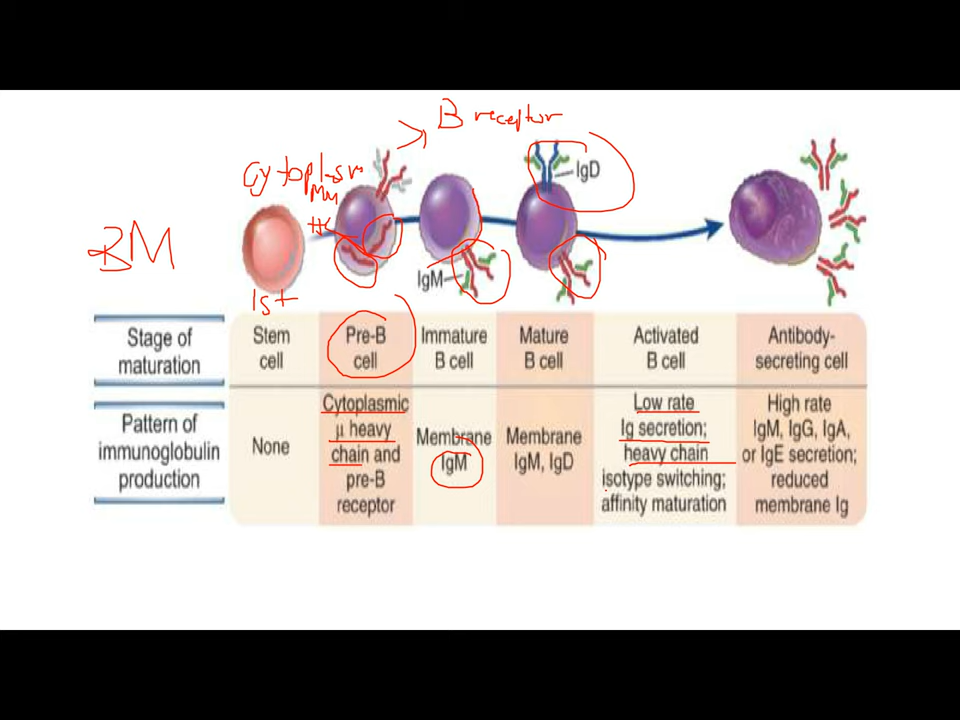 B receptor
Cytoplasm
IgD
BM
IgM
1st
Stage of
maturation
Stem
cell
Pre-B
cell
Immature
B cell
Mature
B cell
Activated
B cell
Antibody-
secreting cell
Pattern of
immunoglobulin
production
None
Cytoplasmic
μ heavy
chain and
pre-B
receptor
Membrane
IgM
Membrane
IgM, IgD
Low rate
Ig secretion;
heavy chain
isotype switching;
affinity maturation
High rate
IgM, IgG, IgA,
or IgE secretion;
reduced
membrane Ig